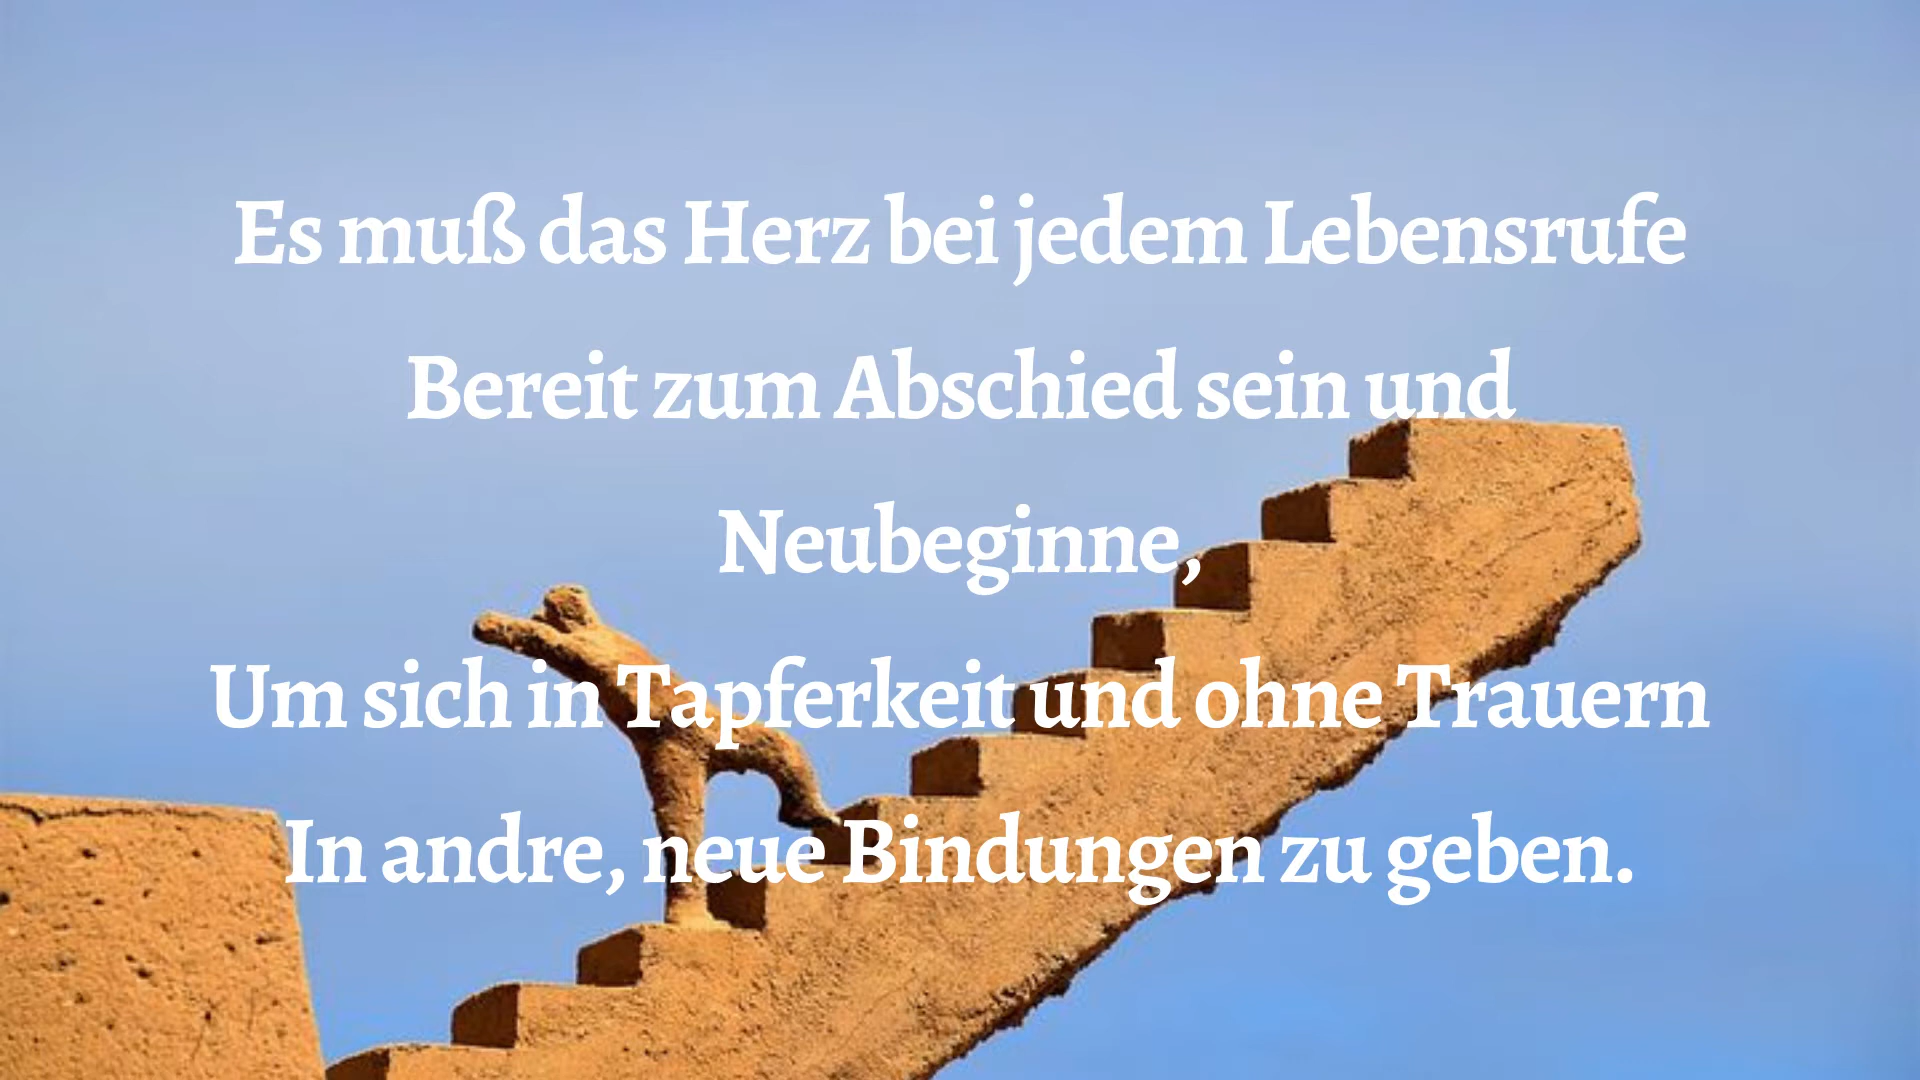 Es muß das Herz bei jedem Lebensrufe
Bereit zum Abschied sein und
Neubeginne,
Um sich in Tapferkeit und ohne Trauern
In andre, neue Bindungen zu geben.